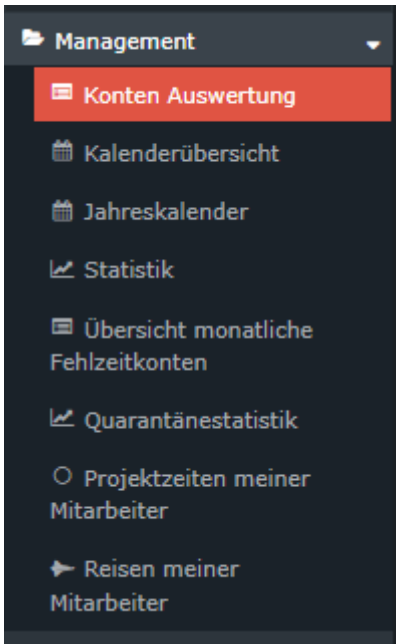 Management
Konten Auswertung
Kalenderübersicht
Jahreskalender
Statistik
Übersicht monatliche
Fehlzeitkonten
Quarantänestatistik
Projektzeiten meiner
Mitarbeiter
Reisen meiner
Mitarbeiter